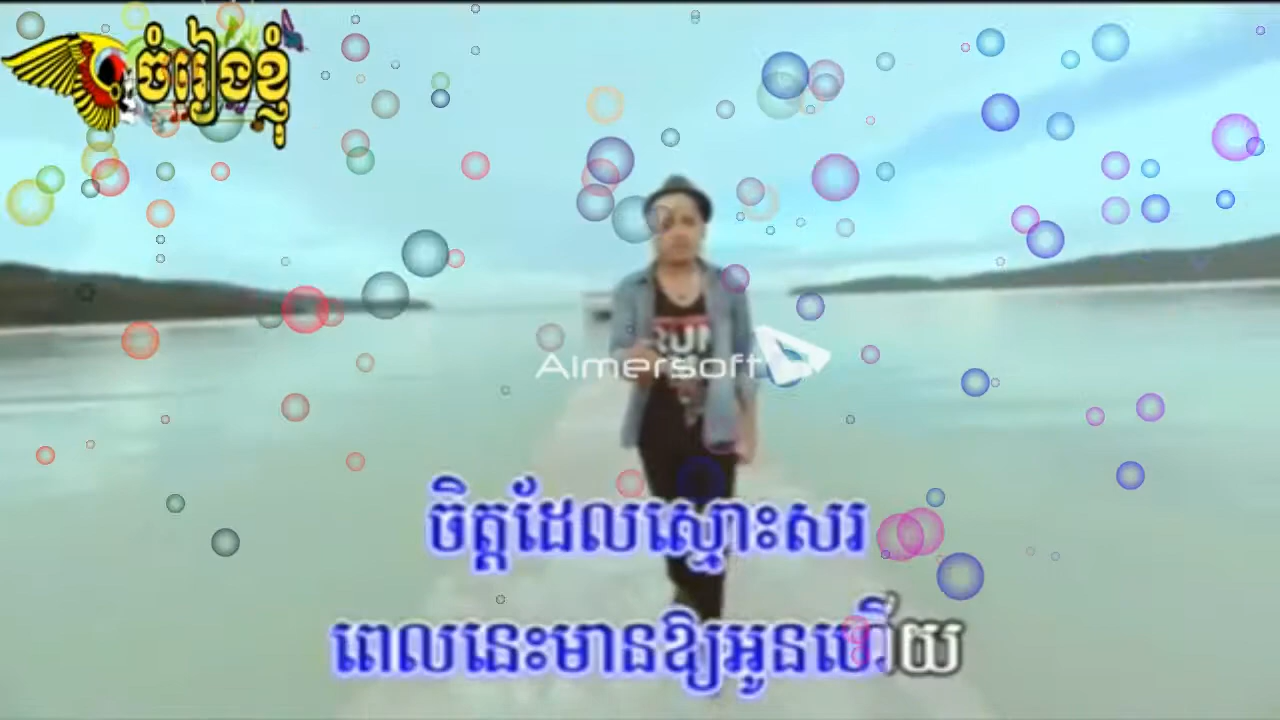 ចំរៀងខ្ញុំ
RUN
Aimersoft
ចិត្តដែលស្មោះសរ
ពេលនេះមានឱ្យអូនហើយ